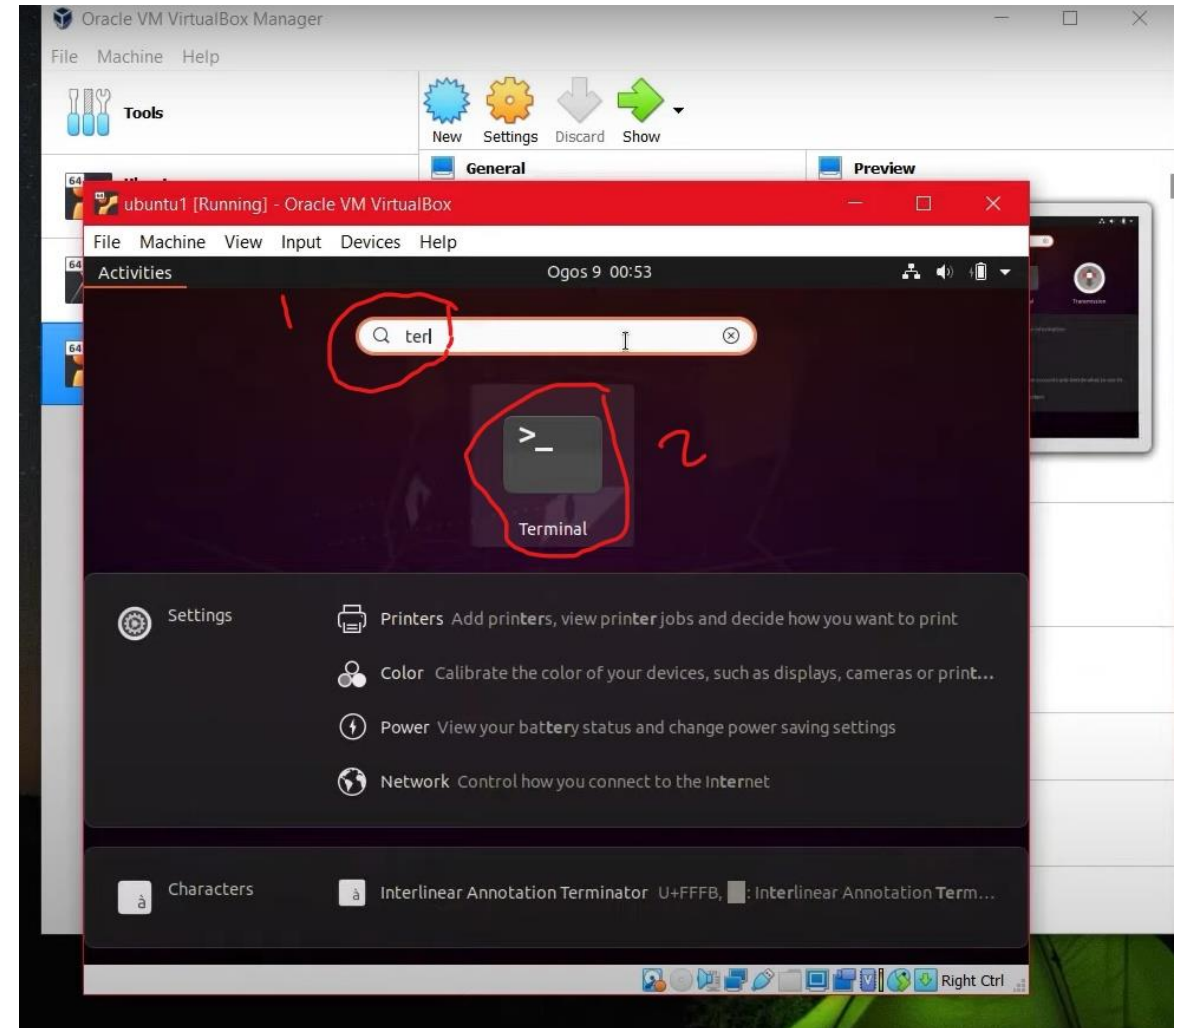 Oracle VM VirtualBox Manager
File Machine Help
Tools
New Settings Discard Show
General
Preview
64
ubuntu1 [Running] - Oracle VM VirtualBox
File Machine View Input Devices Help
64
Activities
Ogos 9 00:53
1
ter
64
2
>_
Terminal
Settings
Printers Add printers, view printer jobs and decide how you want to print
Color Calibrate the color of your devices, such as displays, cameras or print...
Power View your battery status and change power saving settings
Network Control how you connect to the Internet
Characters
à
à Interlinear Annotation Terminator U+FFFB, : Interlinear Annotation Term...
Right Ctrl